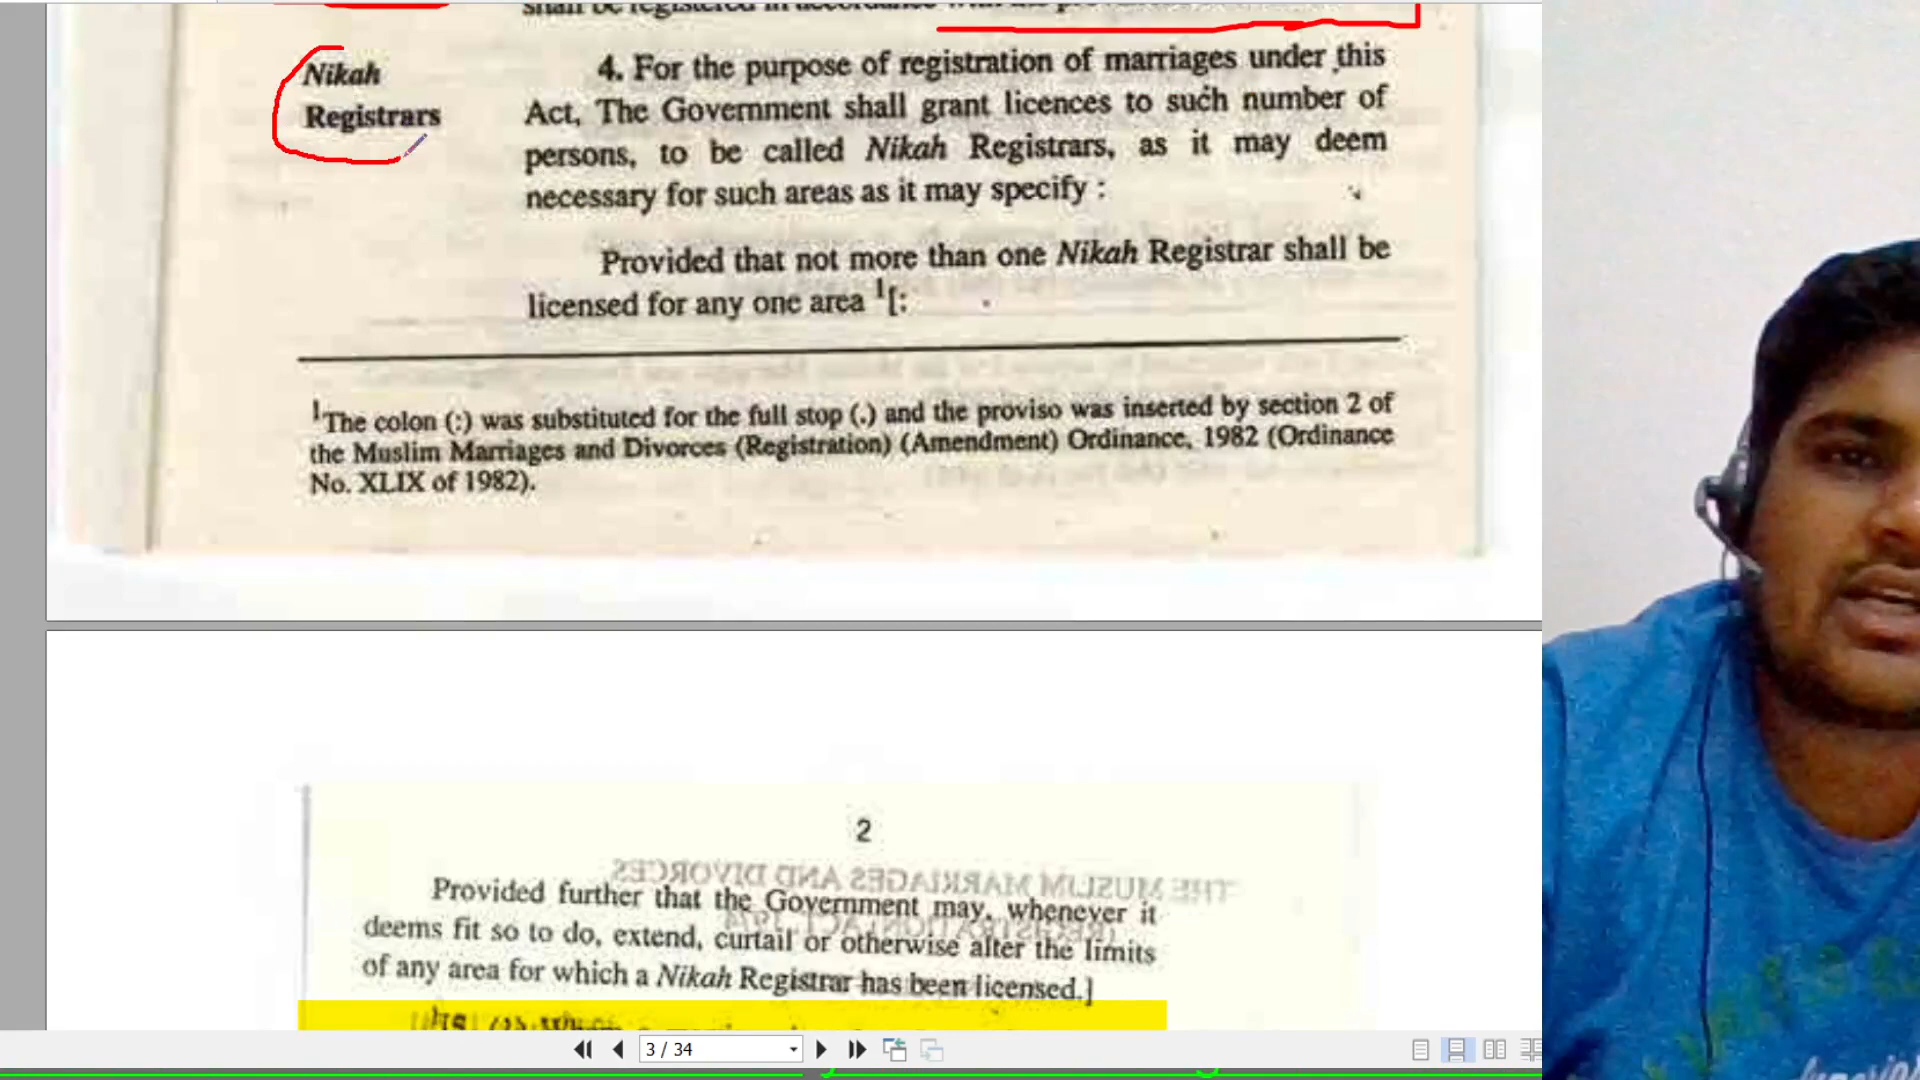 Nikah
Registrars
4. For the purpose of registration of marriages under this
Act, The Government shall grant licences to such number of
persons, to be called Nikah Registrars, as it may deem
necessary for such areas as it may specify :
Provided that not more than one Nikah Registrar shall be
licensed for any one area 1[:
1The colon (:) was substituted for the full stop (.) and the proviso was inserted by section 2 of
the Muslim Marriages and Divorces (Registration) (Amendment) Ordinance, 1982 (Ordinance
No. XLIX of 1982).
2
THE MUSLIM MARRIAGES AND DIVORCES
Provided further that the Government may, whenever it
deems fit so to do, extend, curtail or otherwise alter the limits
of any area for which a Nikah Registrar has been licensed.]
3 / 34